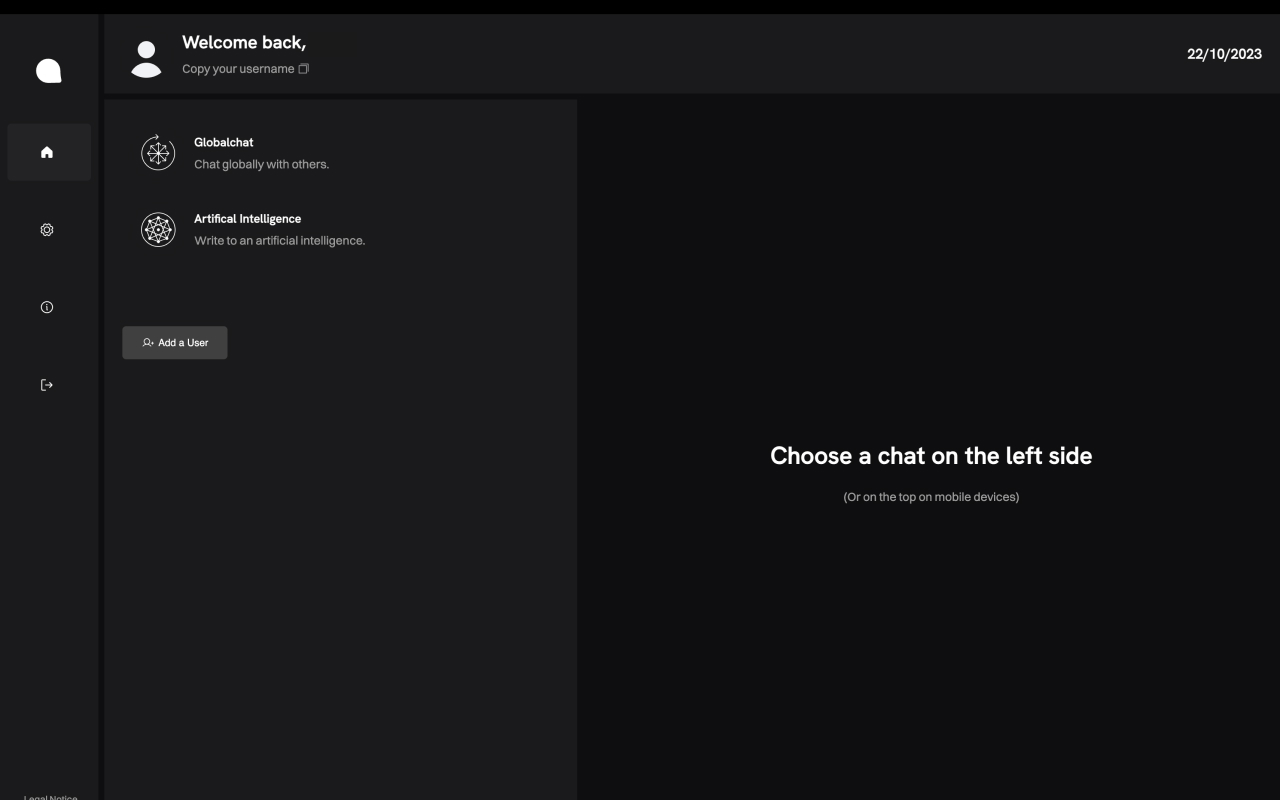 Welcome back,
Copy your username
22/10/2023
Globalchat
Chat globally with others.
Artifical Intelligence
Write to an artificial intelligence.
Add a User
Choose a chat on the left side
(Or on the top on mobile devices)
Legal Notice